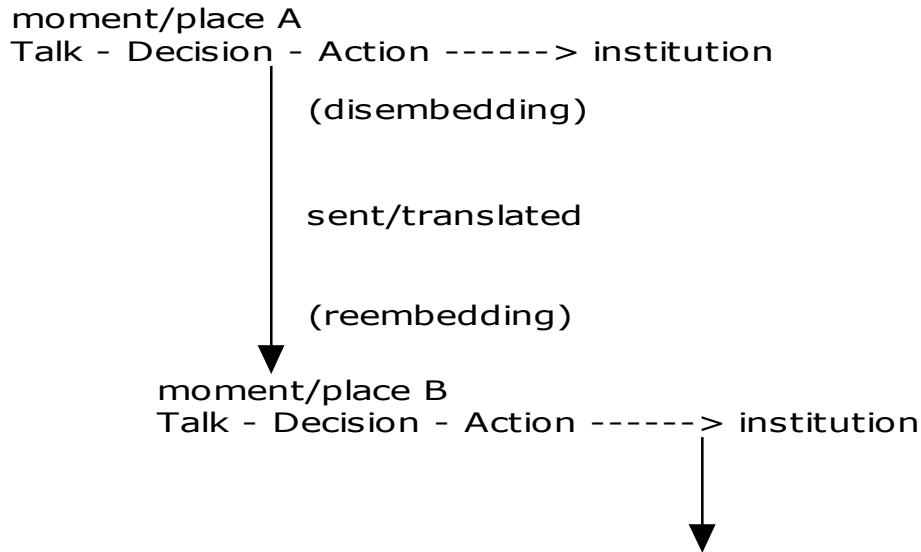 moment/place A
Talk - Decision - Action ------> institution
(disembedding)
sent/translated
(reembedding)
moment/place B
Talk - Decision - Action ------> institution